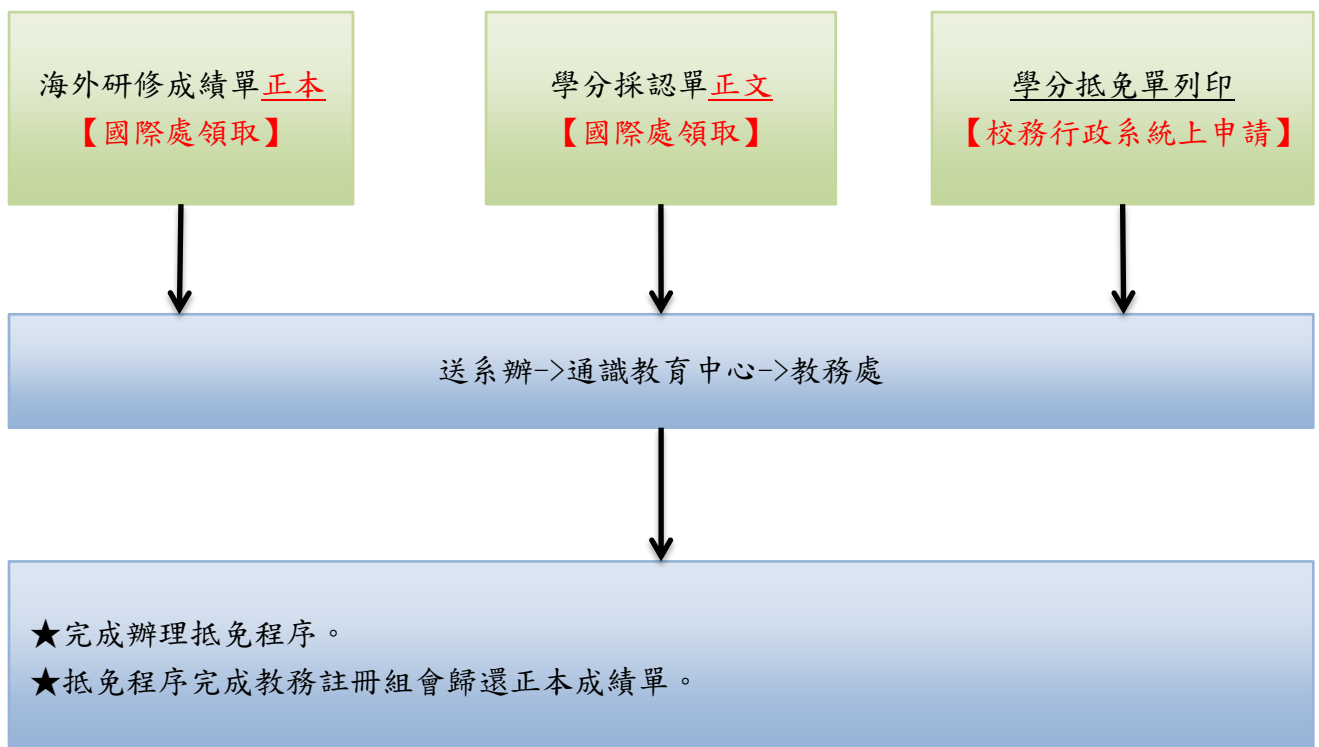 海外研修成績單正本
【國際處領取】
學分採認單正文
【國際處領取】
學分抵免單列印
【校務行政系統上申請】
送系辦->通識教育中心->教務處
★完成辦理抵免程序。
★抵免程序完成教務註冊組會歸還正本成績單。